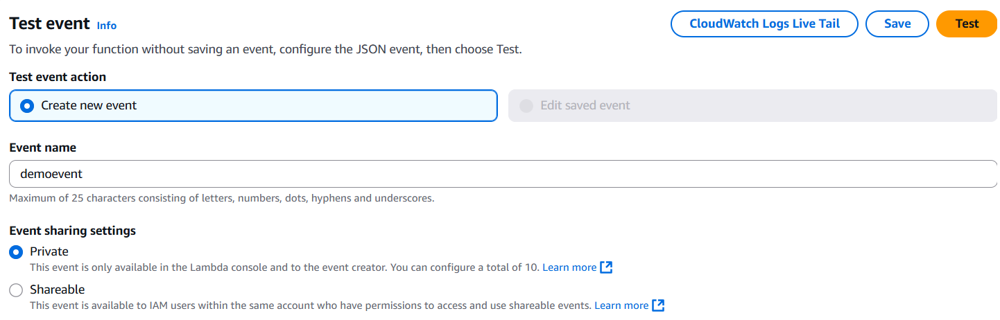 Test event Info CloudWatch Logs Live Tail Save Test
To invoke your function without saving an event, configure the JSON event, then choose Test.
Test event action
Create new event Edit saved event
Event name
demoevent
Maximum of 25 characters consisting of letters, numbers, dots, hyphens and underscores.
Event sharing settings
Private
This event is only available in the Lambda console and to the event creator. You can configure a total of 10. Learn more
Shareable
This event is available to IAM users within the same account who have permissions to access and use shareable events. Learn more